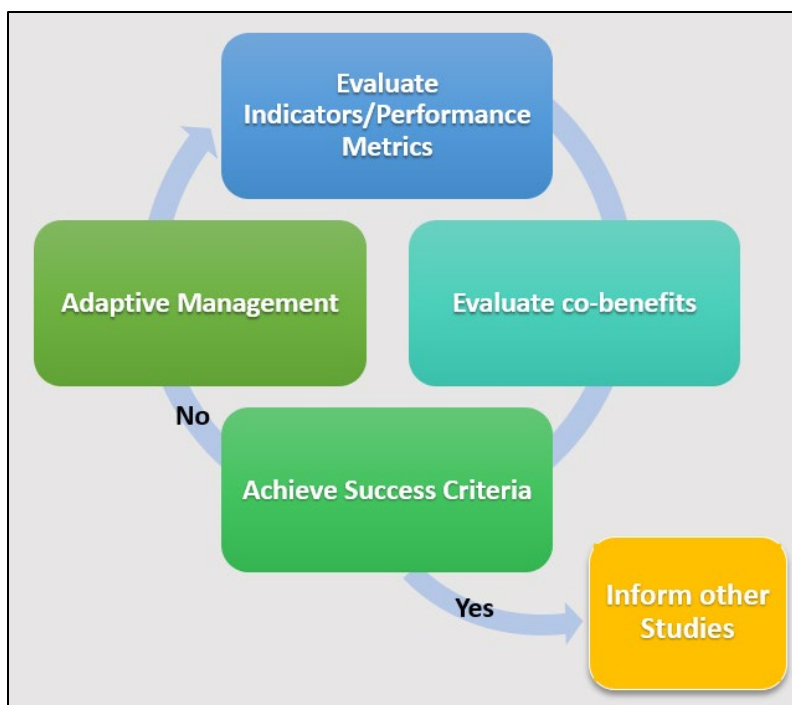 Evaluate
Indicators/Performance
Metrics
Adaptive Management
Evaluate co-benefits
No
Achieve Success Criteria
Yes
Inform other
Studies